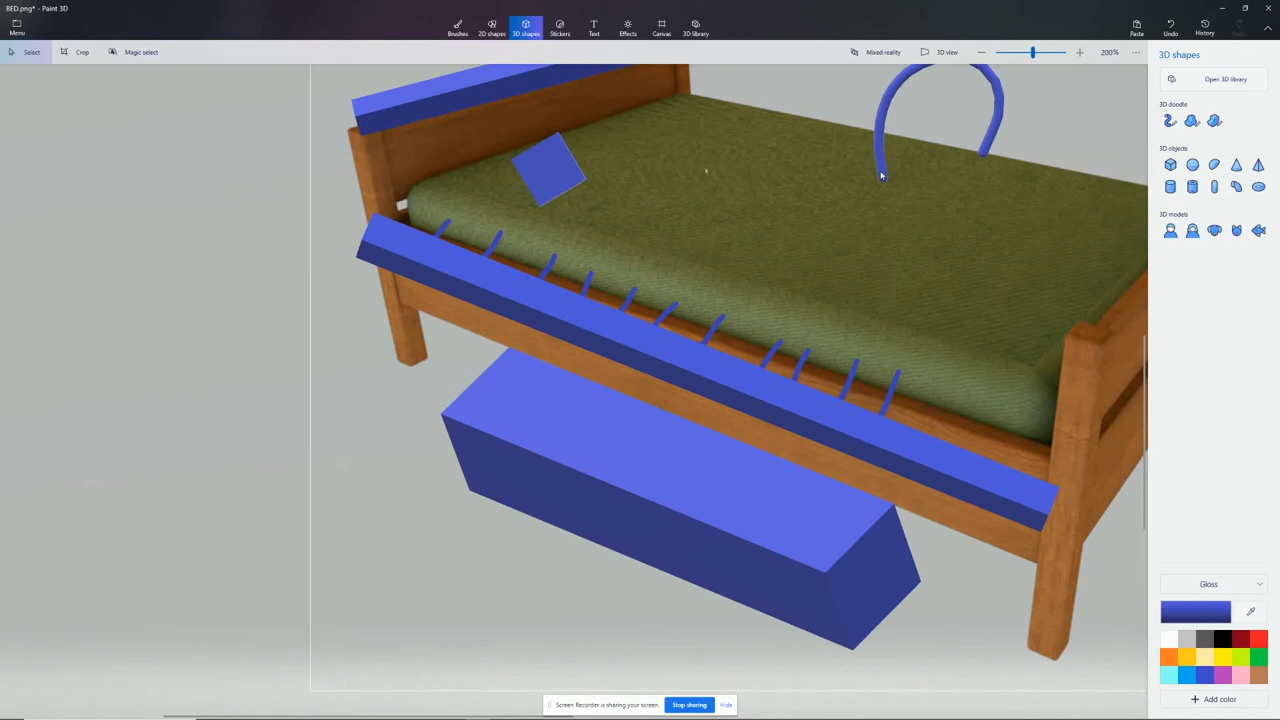 BED.png* - Paint 3D
Menu
Brushes
2D shapes
3D shapes
Stickers
Text
Effects
Canvas
3D library
Paste
Undo
History
Select
Crop
Magic select
Mixed reality
3D view
200%
3D shapes
Open 3D library
3D doodle
3D objects
3D models
Gloss
Add color
Screen Recorder is sharing your screen.
Stop sharing
Hide